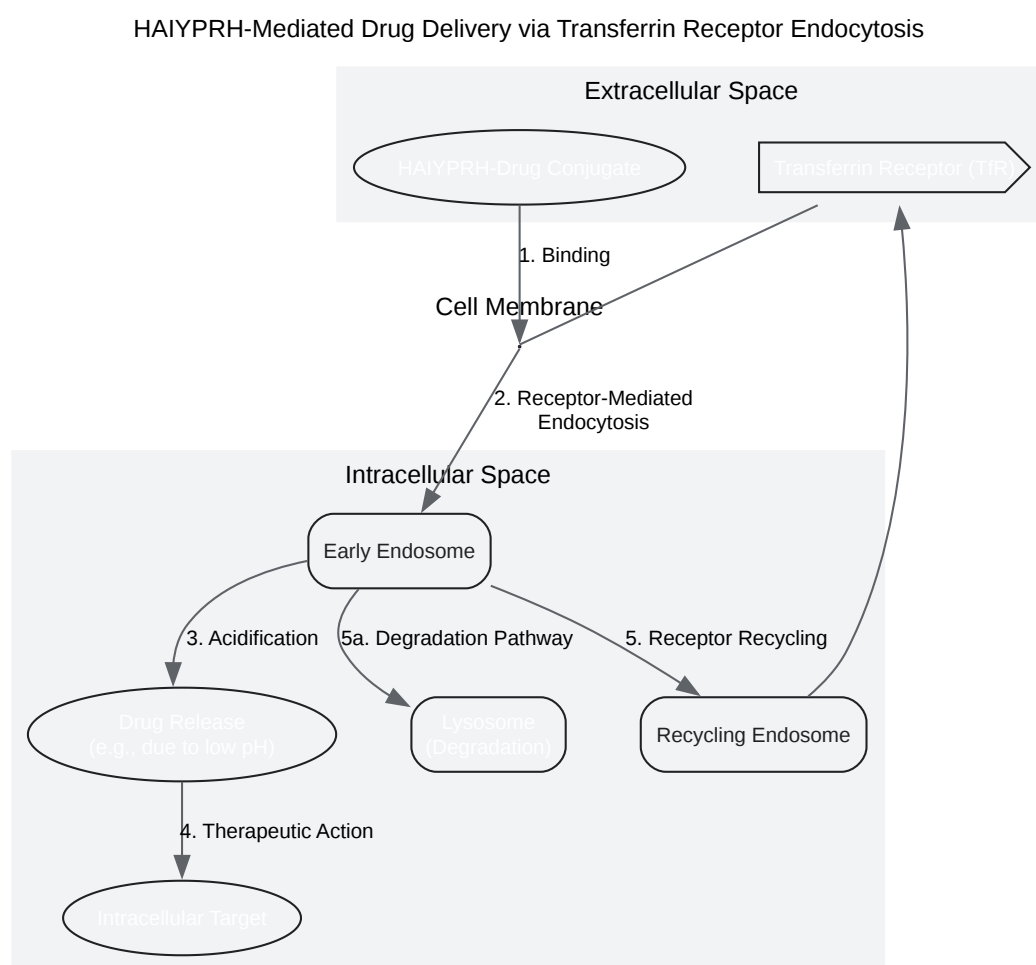 HAIYPRH-Mediated Drug Delivery via Transferrin Receptor Endocytosis
Extracellular Space
HAIYPRH-Drug Conjugate
Transferrin Receptor (TfR)
1. Binding
Cell Membrane
2. Receptor-Mediated
Endocytosis
Intracellular Space
Early Endosome
3. Acidification
5a. Degradation Pathway
5. Receptor Recycling
Drug Release
(e.g., due to low pH)
Lysosome
(Degradation)
Recycling Endosome
4. Therapeutic Action
Intracellular Target